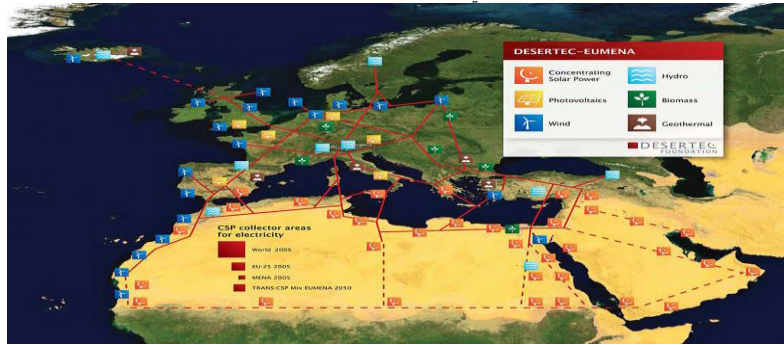 DESERTEC-EUMENA
Concentrating
Solar Power
Hydro
Photovoltaics
Biomass
Wind
Geothermal
DESERTEC
FOUNDATION
CSP collector areas
for electricity
World 2005
EU-25 2005
MENA 2005
TRANS-CSP Mix EUMENA 2050